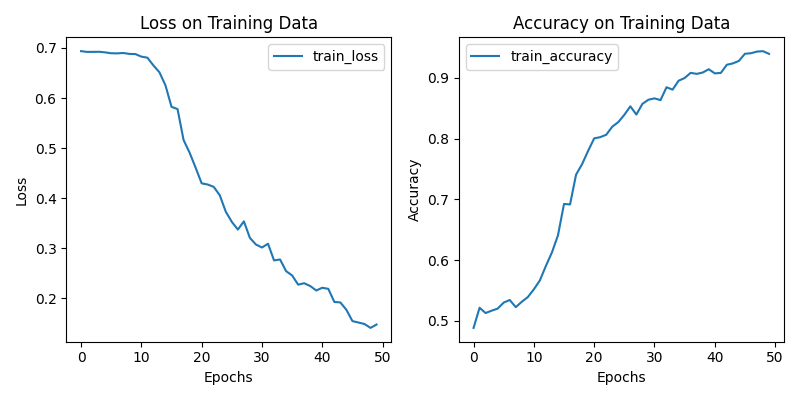 Loss on Training Data
train_loss
0.7
0.6
0.5
0.4
0.3
0.2
Loss
0
10
20
30
40
50
Epochs
Accuracy on Training Data
train_accuracy
0.9
0.8
0.7
0.6
0.5
Accuracy
0
10
20
30
40
50
Epochs